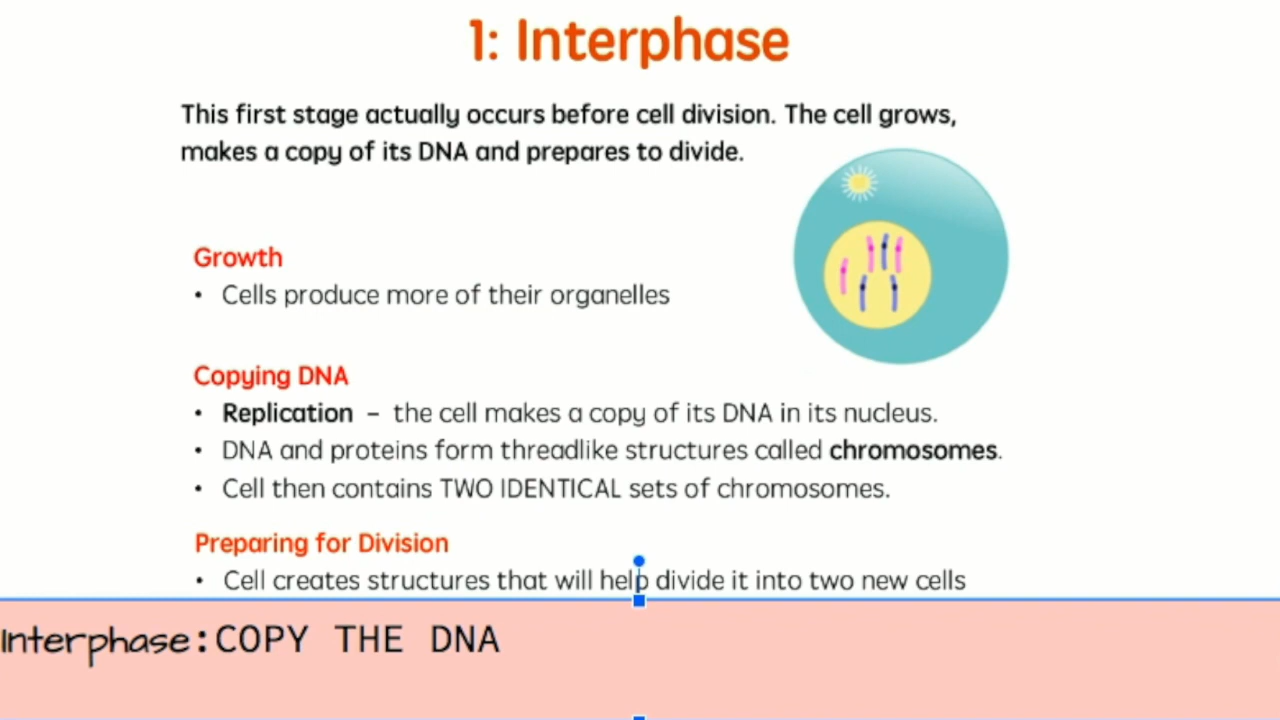 1: Interphase
This first stage actually occurs before cell division. The cell grows,
makes a copy of its DNA and prepares to divide.
Growth
• Cells produce more of their organelles
Copying DNA
• Replication – the cell makes a copy of its DNA in its nucleus.
• DNA and proteins form threadlike structures called chromosomes.
• Cell then contains TWO IDENTICAL sets of chromosomes.
Preparing for Division
• Cell creates structures that will help divide it into two new cells
Interphase:COPY THE DNA